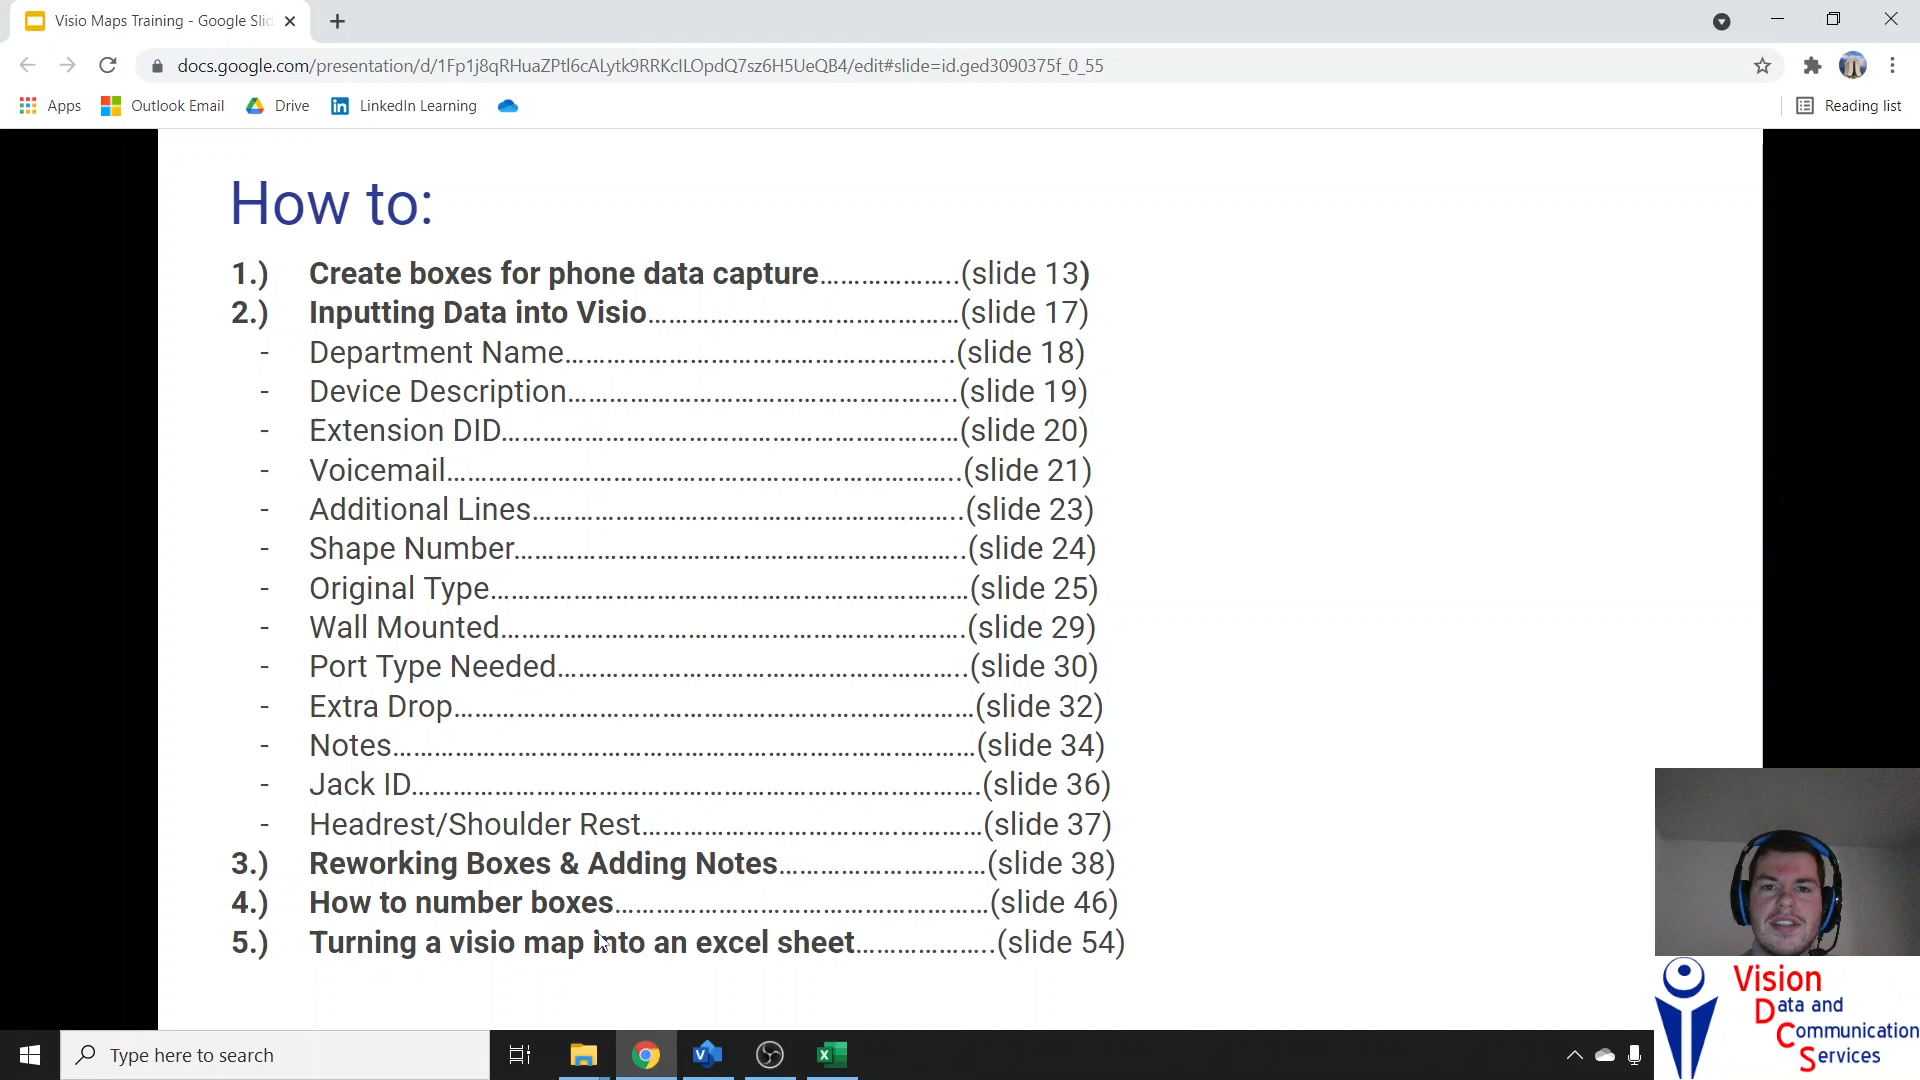 Visio Maps Training - Google Slid
docs.google.com/presentation/d/1Fp1j8qRHuaZPtl6cALytk9RRKcILOpdQ7sz6H5UeQB4/edit#slide=id.ged3090375f_0_55
Apps Outlook Email Drive LinkedIn Learning Reading list
How to:
1.) Create boxes for phone data capture....................(slide 13)
2.) Inputting Data into Visio..........................................(slide 17)
- Department Name.....................................................(slide 18)
- Device Description.....................................................(slide 19)
- Extension DID.............................................................(slide 20)
- Voicemail.....................................................................(slide 21)
- Additional Lines..........................................................(slide 23)
- Shape Number.............................................................(slide 24)
- Original Type................................................................(slide 25)
- Wall Mounted...............................................................(slide 29)
- Port Type Needed........................................................(slide 30)
- Extra Drop.....................................................................(slide 32)
- Notes..............................................................................(slide 34)
- Jack ID............................................................................(slide 36)
- Headrest/Shoulder Rest..............................................(slide 37)
3.) Reworking Boxes & Adding Notes............................(slide 38)
4.) How to number boxes..................................................(slide 46)
5.) Turning a visio map into an excel sheet....................(slide 54)
Vision
Data and
Communication
Services
Type here to search